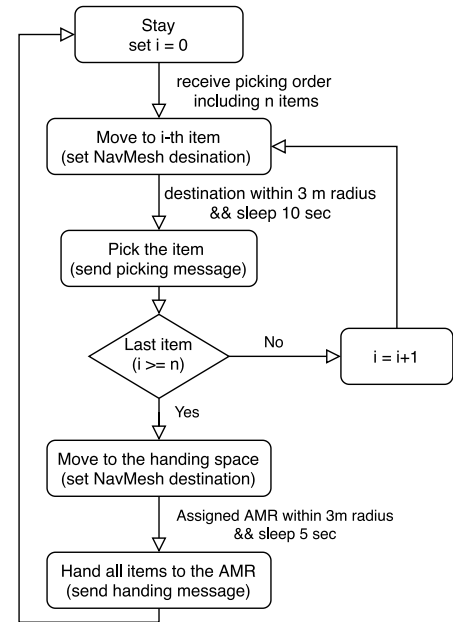 Stay
set i = 0
receive picking order
including n items
Move to i-th item
(set NavMesh desination)
destination within 3 m radius
&& sleep 10 sec
Pick the item
(send picking message)
Last item
(i >= n)
No
i = i+1
Yes
Move to the handing space
(set NavMesh destination)
Assigned AMR within 3m radius
&& sleep 5 sec
Hand all items to the AMR
(send handing message)